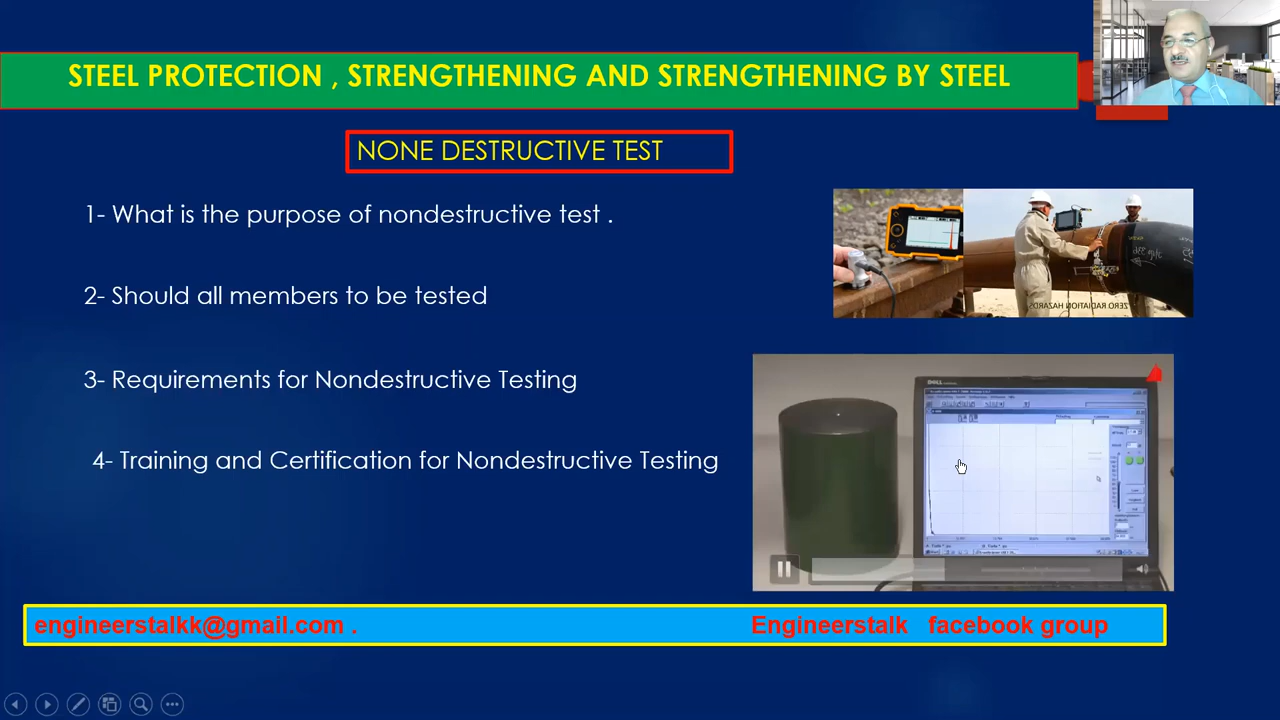 STEEL PROTECTION , STRENGTHENING AND STRENGTHENING BY STEEL
NONE DESTRUCTIVE TEST
1- What is the purpose of nondestructive test .
2- Should all members to be tested
3- Requirements for Nondestructive Testing
4- Training and Certification for Nondestructive Testing
ZERO RADIATION HAZARDS
DELL
engineerstalkk@gmail.com .
Engineerstalk facebook group